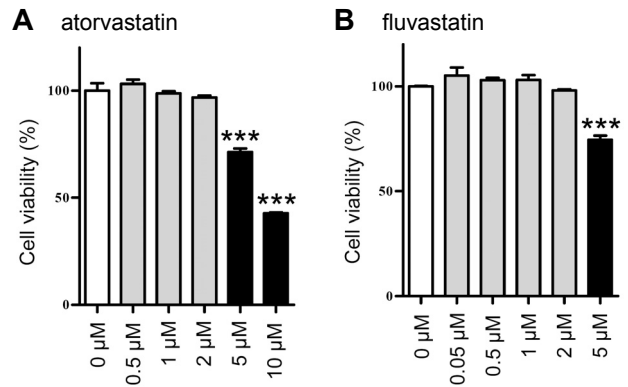 A atorvastatin
Cell viability (%)
100
50
0
***
***
0 µM
0.5 µM
1 µM
2 µM
5 µM
10 µM
B fluvastatin
Cell viability (%)
100
50
0
***
0 µM
0.05 µM
0.5 µM
1 µM
2 µM
5 µM